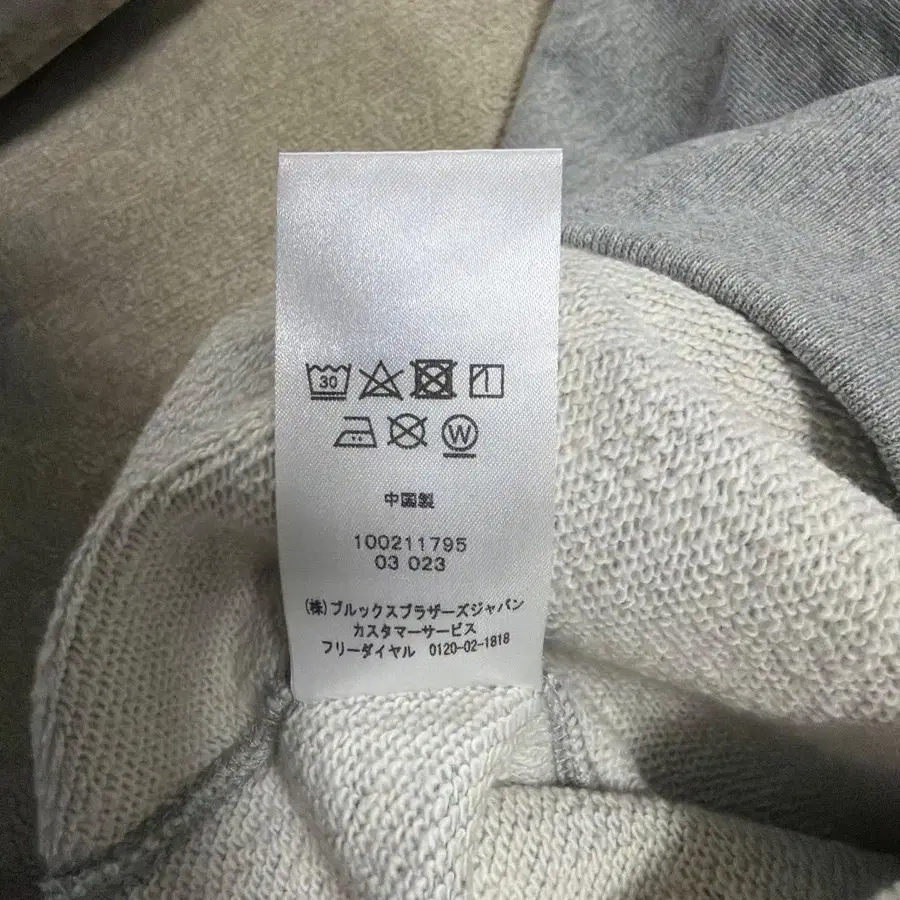 30
W
中国製
100211795
03 023
(株)ブルックスブラザーズジャパン
カスタマーサービス
フリーダイヤル 0120-02-1818